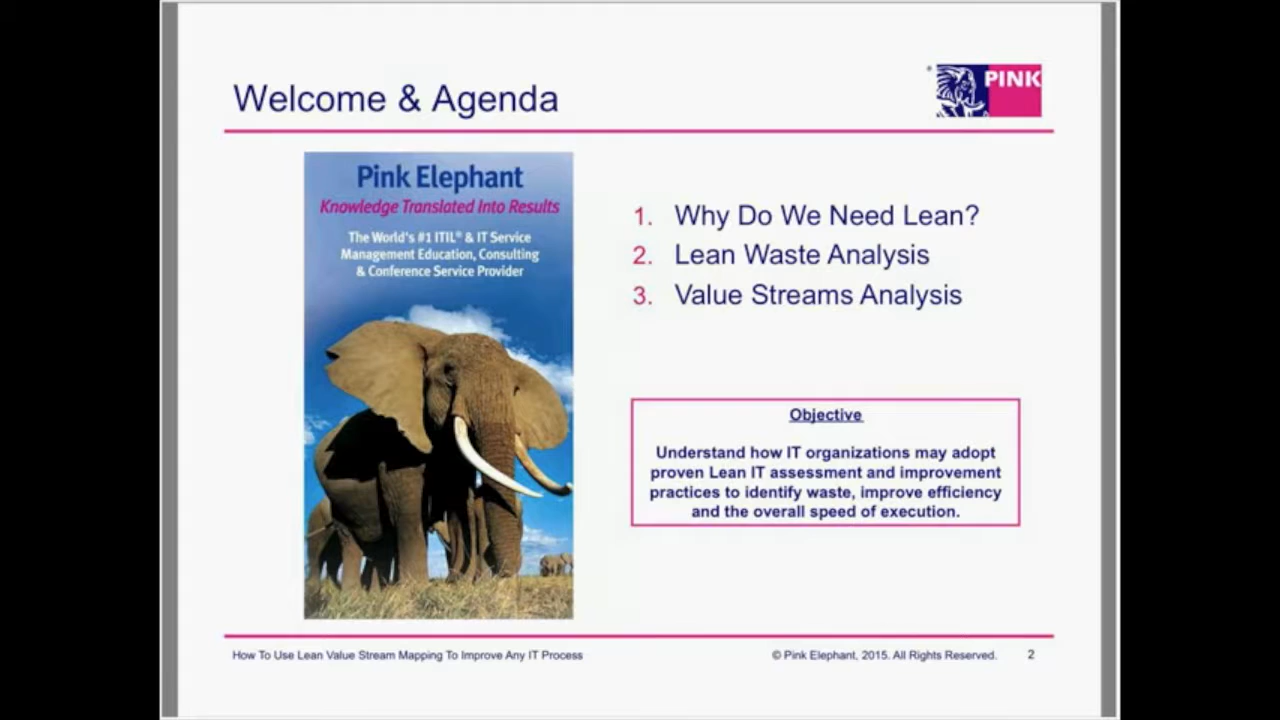 Welcome & Agenda
® PINK
Pink Elephant
Knowledge Translated Into Results
The World's #1 ITIL® & IT Service
Management Education, Consulting
& Conference Service Provider
1. Why Do We Need Lean?
2. Lean Waste Analysis
3. Value Streams Analysis
Objective
Understand how IT organizations may adopt
proven Lean IT assessment and improvement
practices to identify waste, improve efficiency
and the overall speed of execution.
How To Use Lean Value Stream Mapping To Improve Any IT Process
© Pink Elephant, 2015. All Rights Reserved. 2